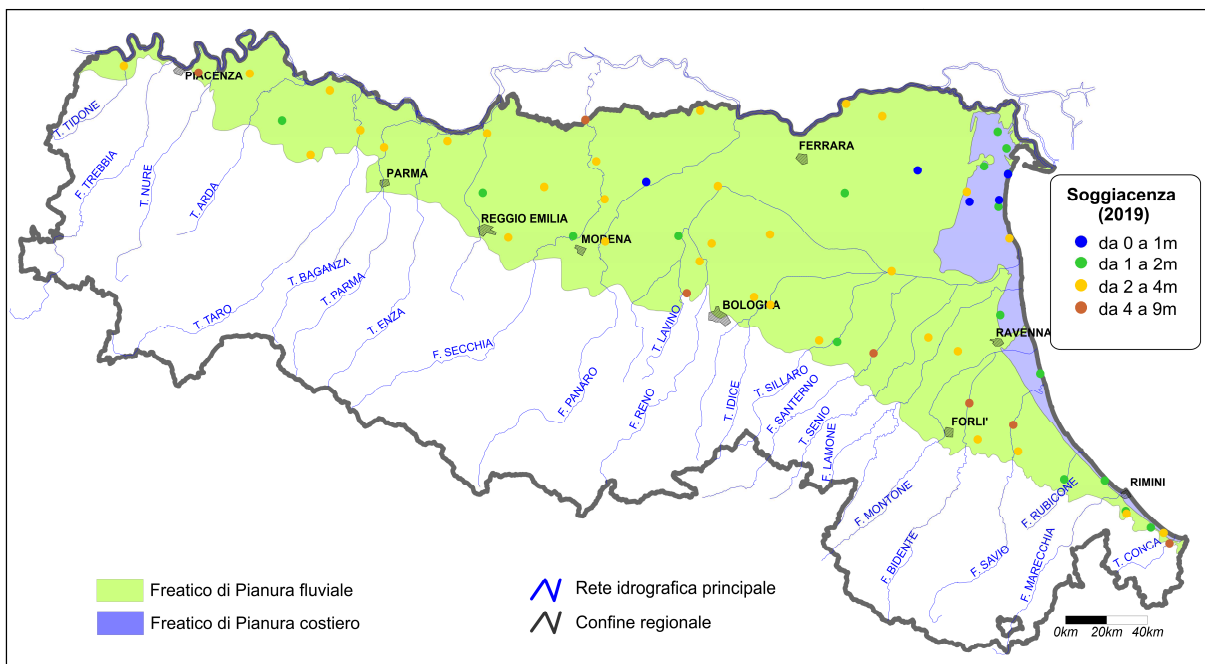 PIACENZA
T. TIDONE
F. TREBBIA
T. NURE
T. ARDA
PARMA
FERRARA
REGGIO EMILIA
MODENA
T. BAGANZA
T. PARMA
T. TARO
T. ENZA
F. SECCHIA
BOLOGNA
T. LAVINO
F. PANARO
F. RENO
T. IDICE
T. SILLARO
F. SANTERNO
T. SENIO
F. LAMONE
RAVENNA
FORLI'
F. MONTONE
F. BIDENTE
F. SAVIO
F. RUBICONE
F. MARECCHIA
RIMINI
T. CONCA
Soggiacenza
(2019)
da 0 a 1m
da 1 a 2m
da 2 a 4m
da 4 a 9m
Freatico di Pianura fluviale
Freatico di Pianura costiero
Rete idrografica principale
Confine regionale
0km 20km 40km